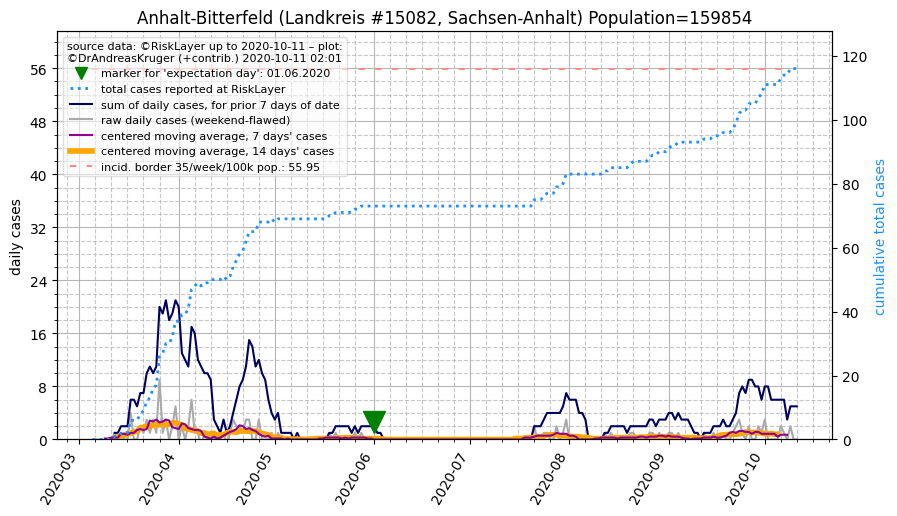 Anhalt-Bitterfeld (Landkreis #15082, Sachsen-Anhalt) Population=159854
source data: ©RiskLayer up to 2020-10-11 – plot:
©DrAndreasKruger (+contrib.) 2020-10-11 02:01
marker for 'expectation day': 01.06.2020
total cases reported at RiskLayer
sum of daily cases, for prior 7 days of date
raw daily cases (weekend-flawed)
centered moving average, 7 days' cases
centered moving average, 14 days' cases
incid. border 35/week/100k pop.: 55.95
daily cases
56
48
40
32
24
16
8
0
120
100
80
60
40
20
0
cumulative total cases
2020-03
2020-04
2020-05
2020-06
2020-07
2020-08
2020-09
2020-10